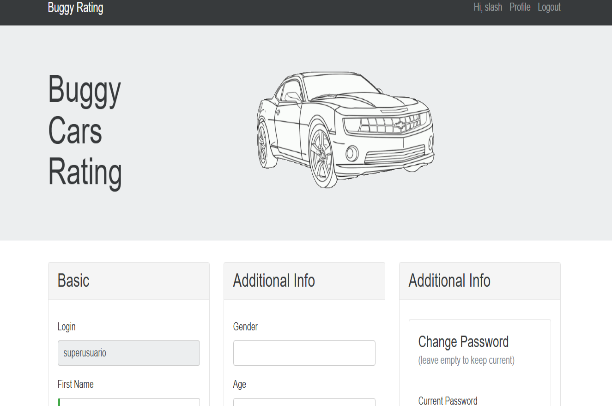 Buggy Rating
Hi, slash Profile Logout
Buggy
Cars
Rating
Basic
Login
superusuario
First Name
Additional Info
Gender
Age
Additional Info
Change Password
(leave empty to keep current)
Current Password